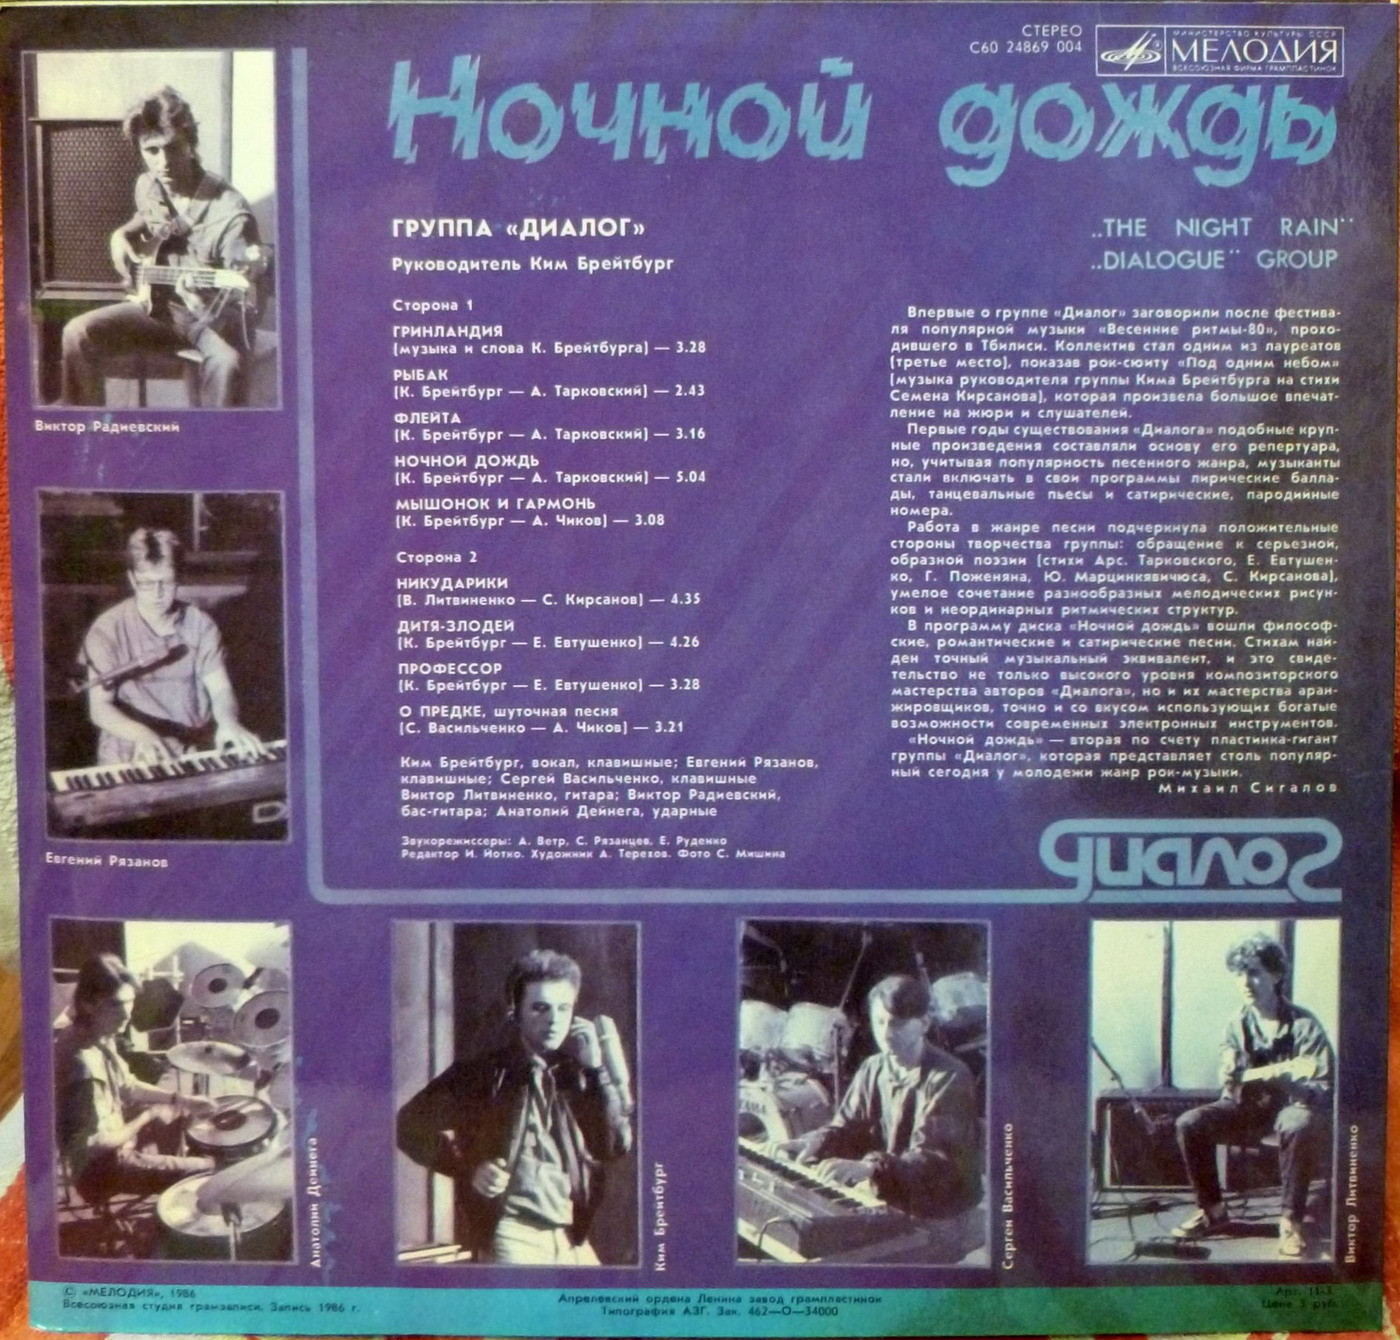 СТЕРЕО
С60 24869 004
МИНИСТЕРСТВО КУЛЬТУРЫ СССР
МЕЛОДИЯ
ВСЕСОЮЗНАЯ ФИРМА ГРАМПЛАСТИНОК
Ночной дождь
„THE NIGHT RAIN"
„DIALOGUE" GROUP
ГРУППА «ДИАЛОГ»
Руководитель Ким Брейтбург
Сторона 1
ГРИНЛАНДИЯ
(музыка и слова К. Брейтбурга) — 3.28
РЫБАК
(К. Брейтбург — А. Тарковский) — 2.43
ФЛЕЙТА
(К. Брейтбург — А. Тарковский) — 3.16
НОЧНОЙ ДОЖДЬ
(К. Брейтбург — А. Тарковский) — 5.04
МЫШОНОК И ГАРМОНЬ
(К. Брейтбург — А. Чиков) — 3.08
Сторона 2
НИКУДАРИКИ
(В. Литвиненко — С. Кирсанов) — 4.35
ДИТЯ-ЗЛОДЕЙ
(К. Брейтбург — Е. Евтушенко) — 4.26
ПРОФЕССОР
(К. Брейтбург — Е. Евтушенко) — 3.28
О ПРЕДКЕ, шуточная песня
(С. Васильченко — А. Чиков) — 3.21
Ким Брейтбург, вокал, клавишные; Евгений Рязанов,
клавишные; Сергей Васильченко, клавишные
Виктор Литвиненко, гитара; Виктор Радиевский,
бас-гитара; Анатолий Дейнега, ударные
Звукорежиссеры: А. Ветр, С. Рязанцев, Е. Руденко
Редактор И. Йотко. Художник А. Терехов. Фото С. Мишина
Впервые о группе «Диалог» заговорили после фестива-
ля популярной музыки «Весенние ритмы-80», прохо-
дившего в Тбилиси. Коллектив стал одним из лауреатов
(третье место), показав рок-сюиту «Под одним небом»
(музыка руководителя группы Кима Брейтбурга на стихи
Семена Кирсанова), которая произвела большое впечат-
ление на жюри и слушателей.
Первые годы существования «Диалога» подобные круп-
ные произведения составляли основу его репертуара,
но, учитывая популярность песенного жанра, музыканты
стали включать в свои программы лирические балла-
ды, танцевальные пьесы и сатирические, пародийные
номера.
Работа в жанре песни подчеркнула положительные
стороны творчества группы: обращение к серьезной,
образной поэзии (стихи Арс. Тарковского, Е. Евтушен-
ко, Г. Поженяна, Ю. Марцинкявичюса, С. Кирсанова),
умелое сочетание разнообразных мелодических рисун-
ков и неординарных ритмических структур.
В программу диска «Ночной дождь» вошли философ-
ские, романтические и сатирические песни. Стихам най-
ден точный музыкальный эквивалент, и это свиде-
тельство не только высокого уровня композиторского
мастерства авторов «Диалога», но и их мастерства аран-
жировщиков, точно и со вкусом использующих богатые
возможности современных электронных инструментов.
«Ночной дождь» — вторая по счету пластинка-гигант
группы «Диалог», которая представляет столь популяр-
ный сегодня у молодежи жанр рок-музыки.
Михаил Сигалов
диалог
Виктор Радиевский
Евгений Рязанов
Анатолий Дейнега
Ким Брейтбург
Сергей Васильченко
Виктор Литвиненко
© «МЕЛОДИЯ», 1986
Всесоюзная студия грамзаписи. Запись 1986 г.
Апрелевский ордена Ленина завод грампластинок
Типография АЗГ. Зак. 462—О—34000
Арт. 11-3
Цена 3 руб.